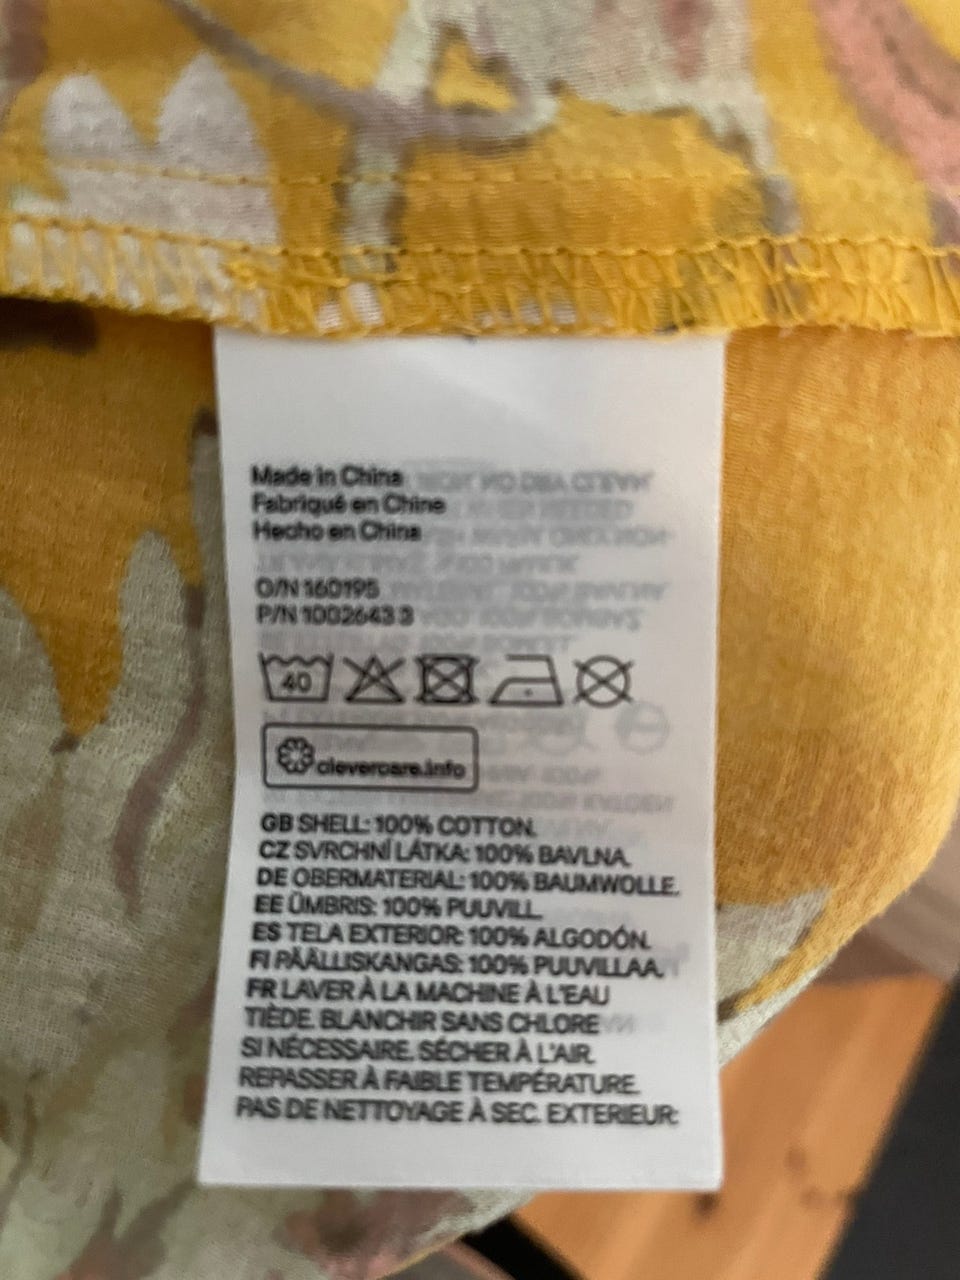 Made in China
Fabriqué en Chine
Hecho en China
O/N 160195
P/N 1002643 3
40
clevercare.info
GB SHELL: 100% COTTON.
CZ SVRCHNÍ LÁTKA: 100% BAVLNA.
DE OBERMATERIAL: 100% BAUMWOLLE.
EE ÜMBRIS: 100% PUUVILL.
ES TELA EXTERIOR: 100% ALGODÓN.
FI PÄÄLLISKANGAS: 100% PUUVILLAA.
FR LAVER À LA MACHINE À L'EAU
TIÈDE. BLANCHIR SANS CHLORE
SI NÉCESSAIRE. SÉCHER À L'AIR.
REPASSER À FAIBLE TEMPÉRATURE.
PAS DE NETTOYAGE À SEC. EXTERIEUR: